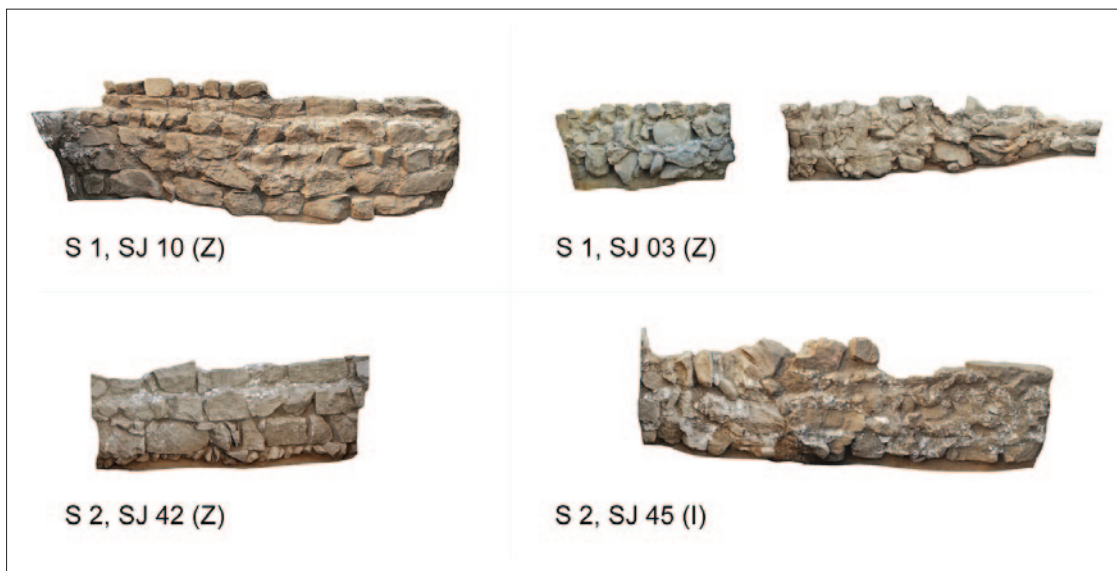 S 1, SJ 10 (Z)
S 1, SJ 03 (Z)
S 2, SJ 42 (Z)
S 2, SJ 45 (I)